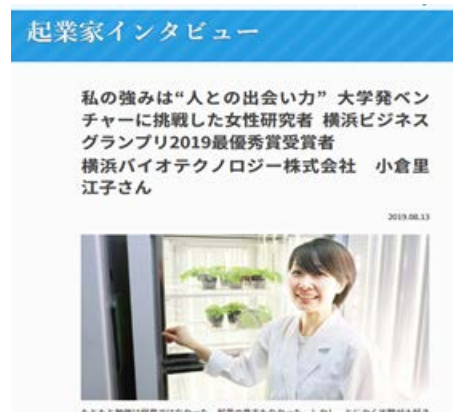 起業家インタビュー
私の強みは“人との出会い力” 大学発ベン
チャーに挑戦した女性研究者 横浜ビジネス
グランプリ2019最優秀賞受賞者
横浜バイオテクノロジー株式会社 小倉里
江子さん
2019.08.13